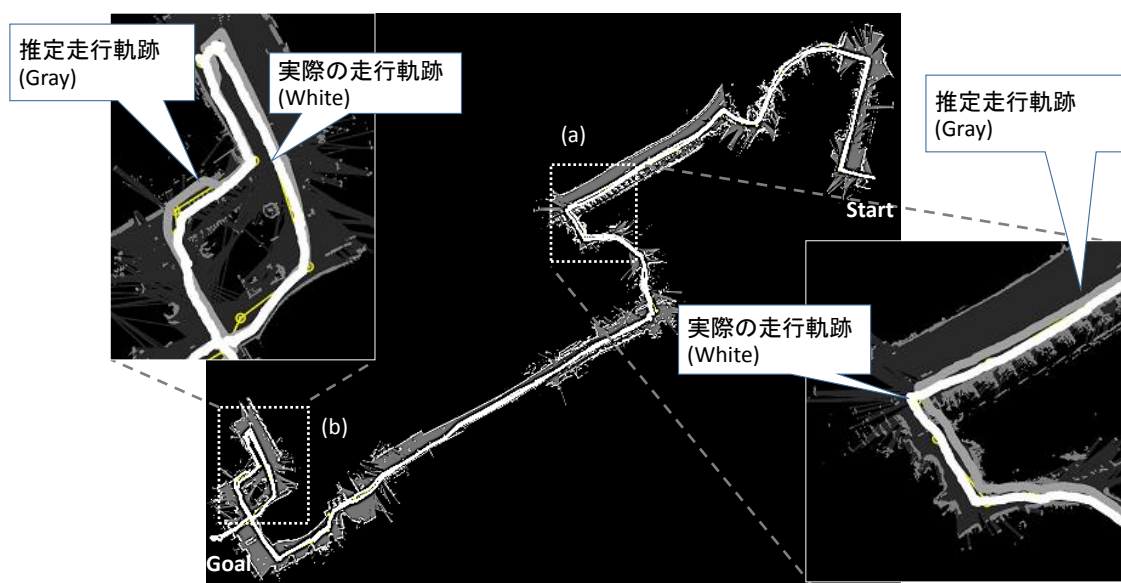 推定走行軌跡
(Gray)
実際の走行軌跡
(White)
(a)
推定走行軌跡
(Gray)
Start
実際の走行軌跡
(White)
(b)
Goal